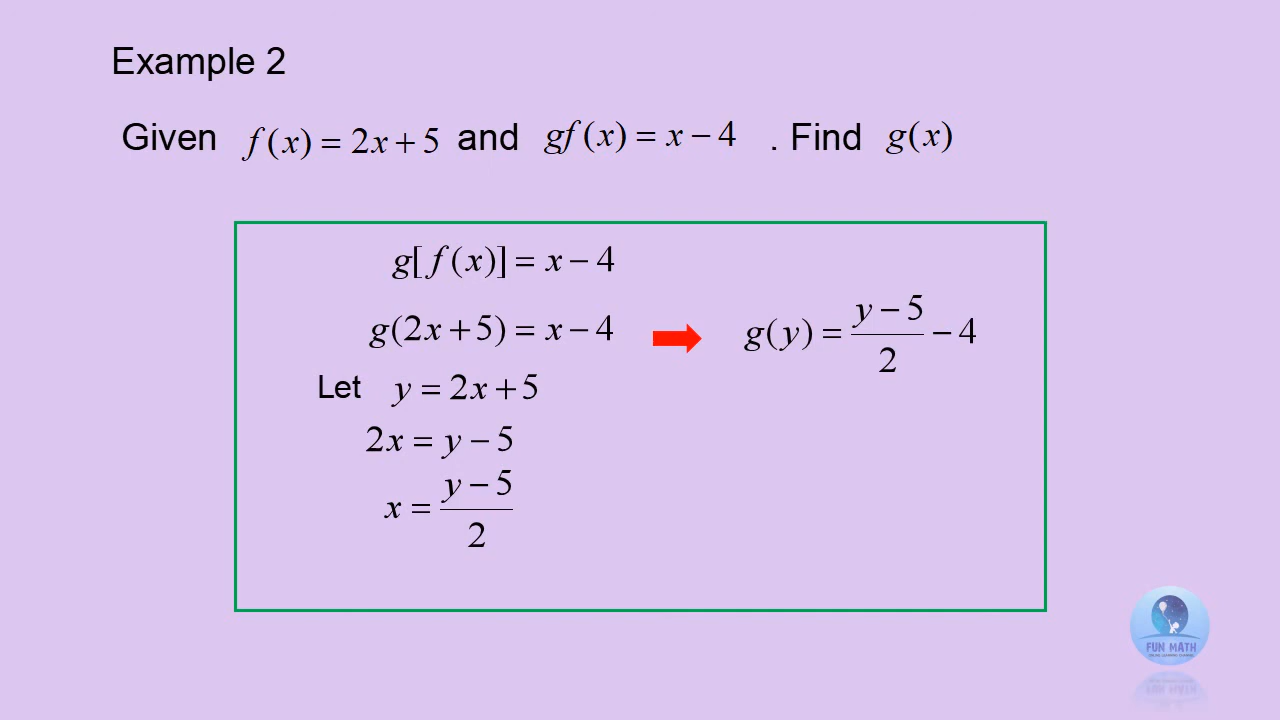 Example 2
Given f(x) = 2x + 5 and gf(x) = x − 4 . Find g(x)
g[f(x)] = x − 4
g(2x + 5) = x − 4
Let y = 2x + 5
2x = y − 5
x = (y − 5)/2
g(y) = (y − 5)/2 − 4
FUN MATH